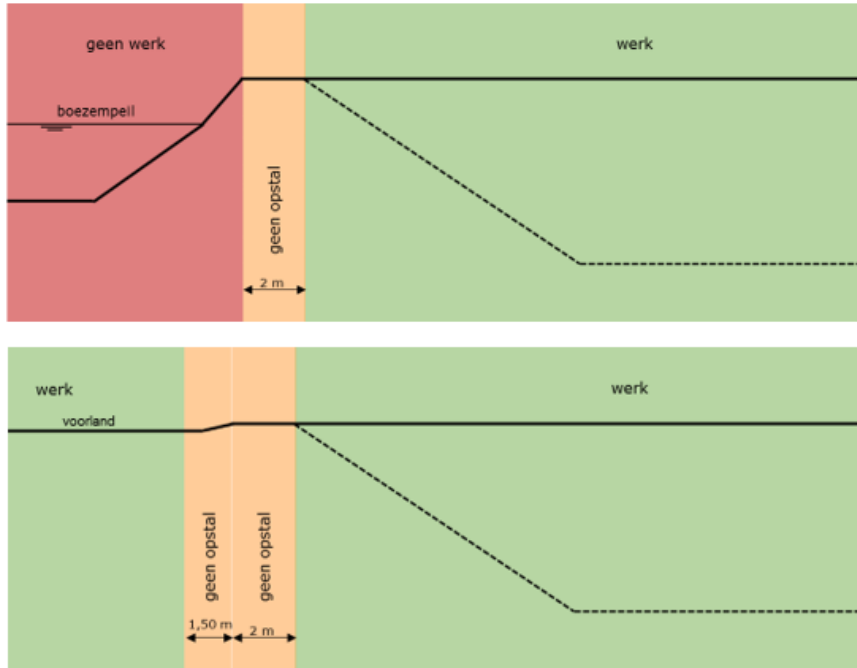 geen werk
werk
boezempeil
geen opstal
2 m
werk
werk
voorland
geen opstal
geen opstal
1,50 m
2 m